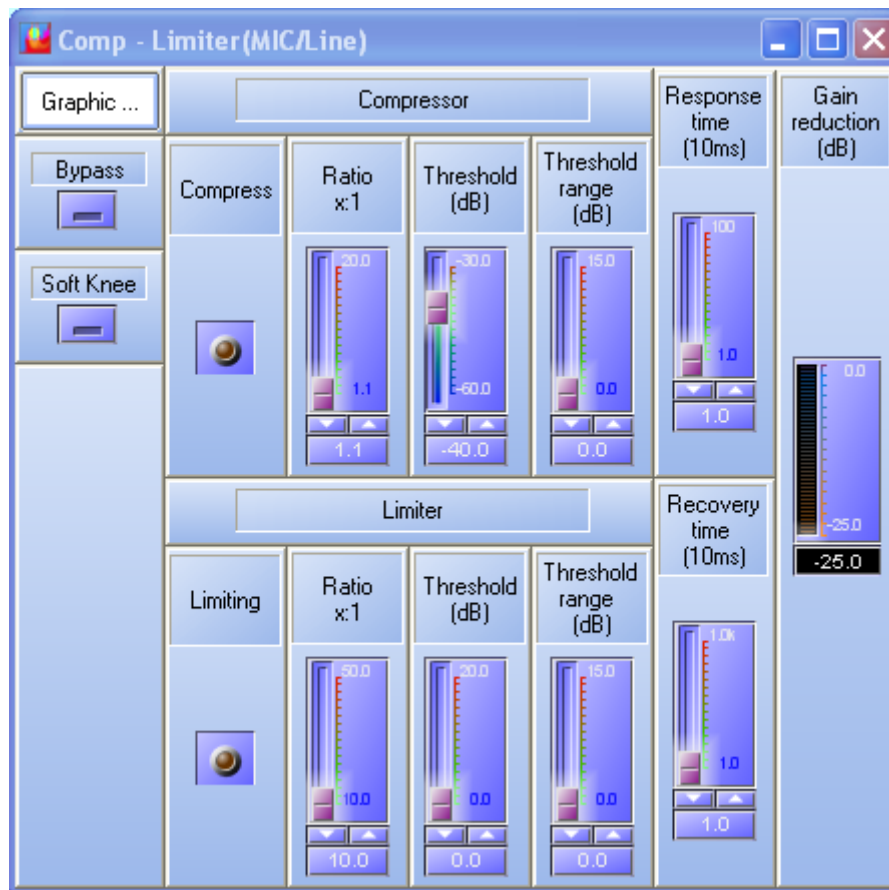 Comp - Limiter(MIC/Line)
Graphic ...
Bypass
Soft Knee
Compressor
Compress
Ratio
x:1
20.0
1.1
1.1
Threshold
(dB)
-30.0
-60.0
-40.0
Threshold
range
(dB)
15.0
0.0
0.0
Response
time
(10ms)
100
1.0
1.0
Gain
reduction
(dB)
0.0
-25.0
-25.0
Limiter
Limiting
Ratio
x:1
50.0
10.0
10.0
Threshold
(dB)
20.0
0.0
0.0
Threshold
range
(dB)
15.0
0.0
0.0
Recovery
time
(10ms)
1.0k
1.0
1.0